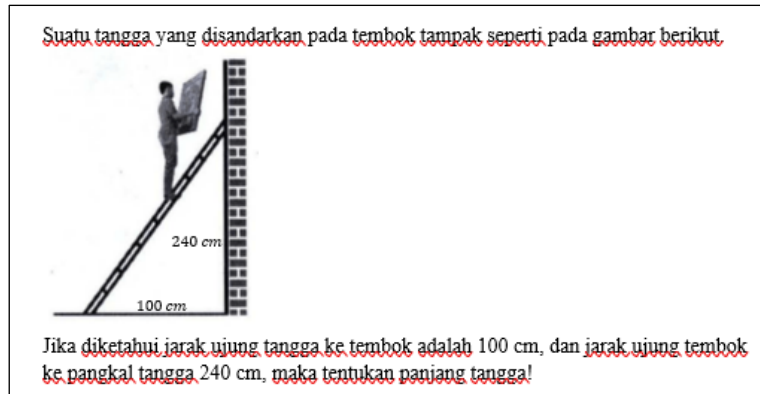 Suatu tangga yang disandarkan pada tembok tampak seperti pada gambar berikut.
240 cm
100 cm
Jika diketahui jarak ujung tangga ke tembok adalah 100 cm, dan jarak ujung tembok
ke pangkal tangga 240 cm, maka tentukan panjang tangga!